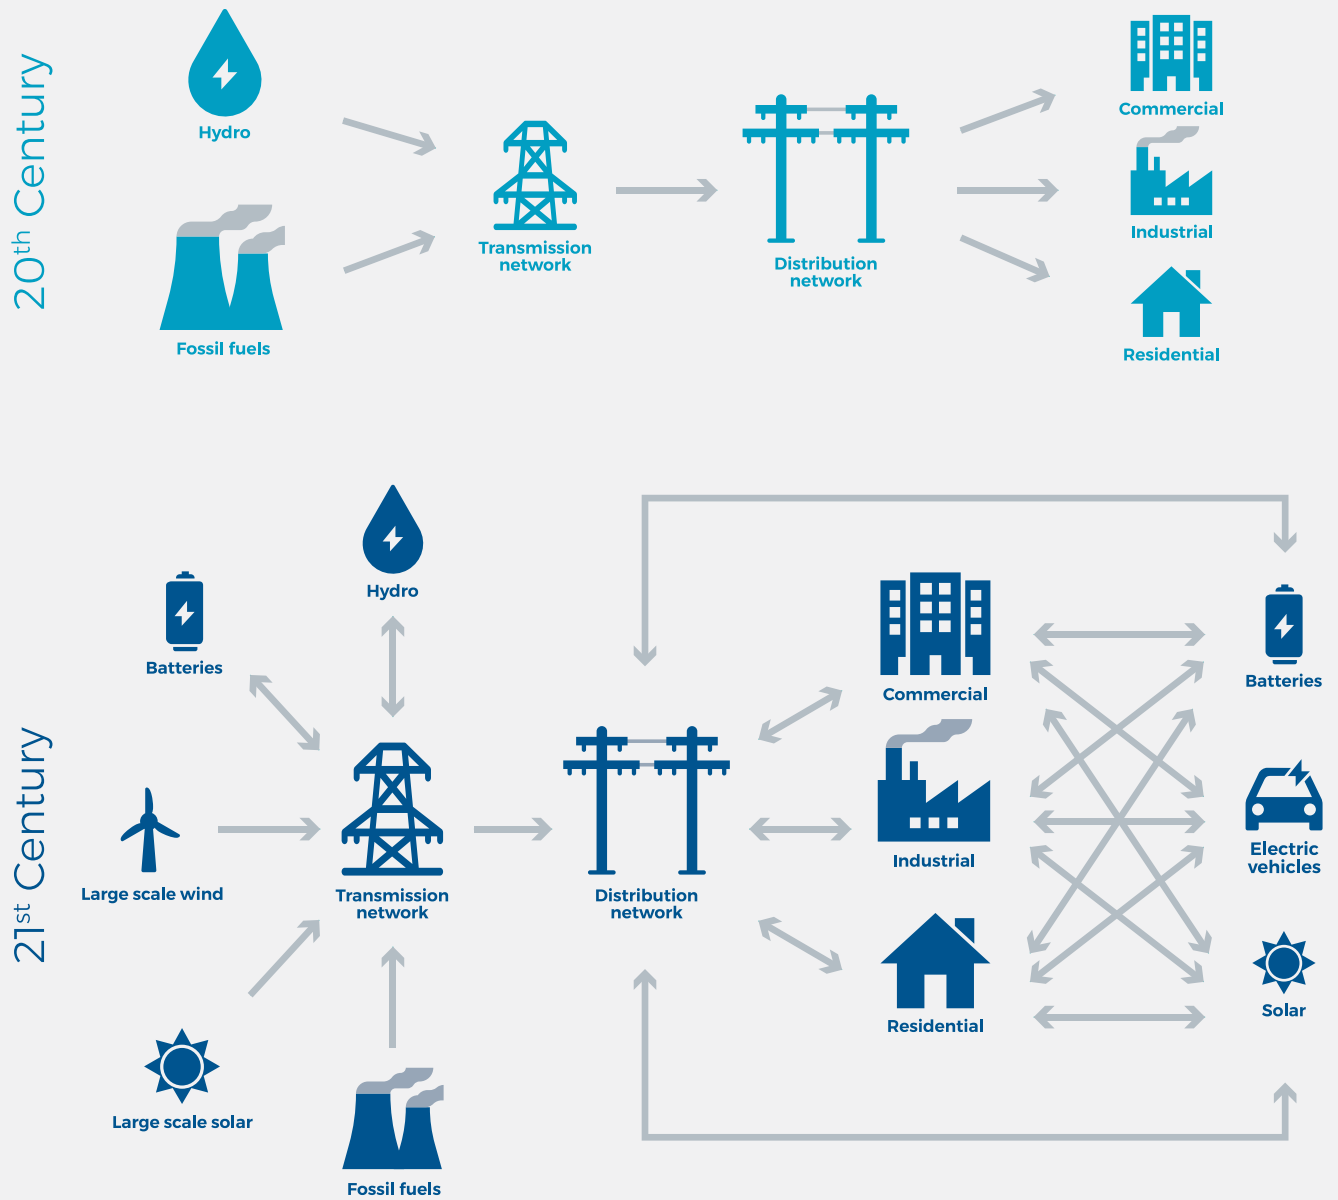 20th Century
Hydro
Fossil fuels
Transmission
network
Distribution
network
Commercial
Industrial
Residential
21st Century
Hydro
Batteries
Large scale wind
Large scale solar
Fossil fuels
Transmission
network
Distribution
network
Commercial
Industrial
Residential
Batteries
Electric
vehicles
Solar